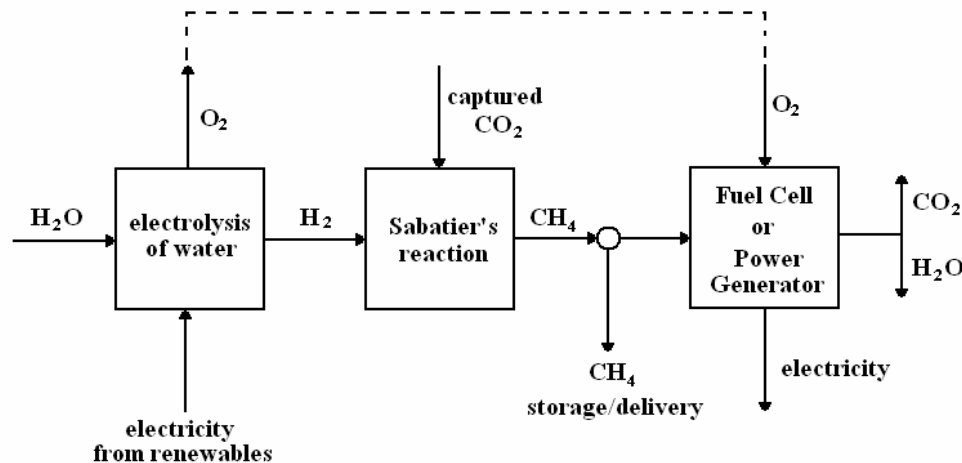 O₂
captured
CO₂
O₂
H₂O
electrolysis
of water
H₂
Sabatier's
reaction
CH₄
Fuel Cell
or
Power
Generator
CO₂
H₂O
CH₄
storage/delivery
electricity
electricity
from renewables